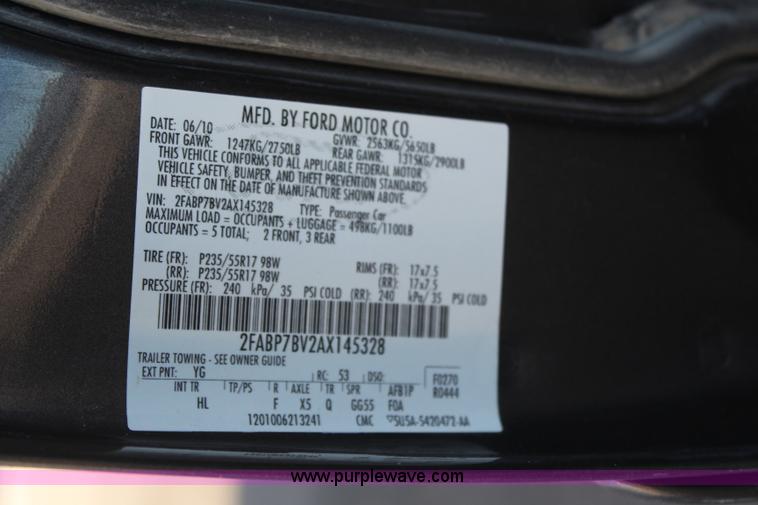 MFD. BY FORD MOTOR CO.
DATE: 06/10 GVWR: 2563KG/5650LB
FRONT GAWR: 1247KG/2750LB REAR GAWR: 1315KG/2900LB
THIS VEHICLE CONFORMS TO ALL APPLICABLE FEDERAL MOTOR
VEHICLE SAFETY, BUMPER, AND THEFT PREVENTION STANDARDS
IN EFFECT ON THE DATE OF MANUFACTURE SHOWN ABOVE.
VIN: 2FABP7BV2AX145328 TYPE: Passenger Car
MAXIMUM LOAD = OCCUPANTS + LUGGAGE = 498KG/1100LB
OCCUPANTS = 5 TOTAL; 2 FRONT, 3 REAR
TIRE (FR): P235/55R17 98W RIMS (FR): 17x7.5
(RR): P235/55R17 98W (RR): 17x7.5
PRESSURE (FR): 240 kPa/ 35 PSI COLD (RR): 240 kPa/ 35 PSI COLD
2FABP7BV2AX145328
TRAILER TOWING - SEE OWNER GUIDE
EXT PNT: YG RC: 53 DSO: F0270
INT TR TP/PS R AXLE TR SPR AFB1P R0444
HL F X5 Q GG55 FOA
1201006213241 CMC 5U5A-5420472-AA
www.purplewave.com